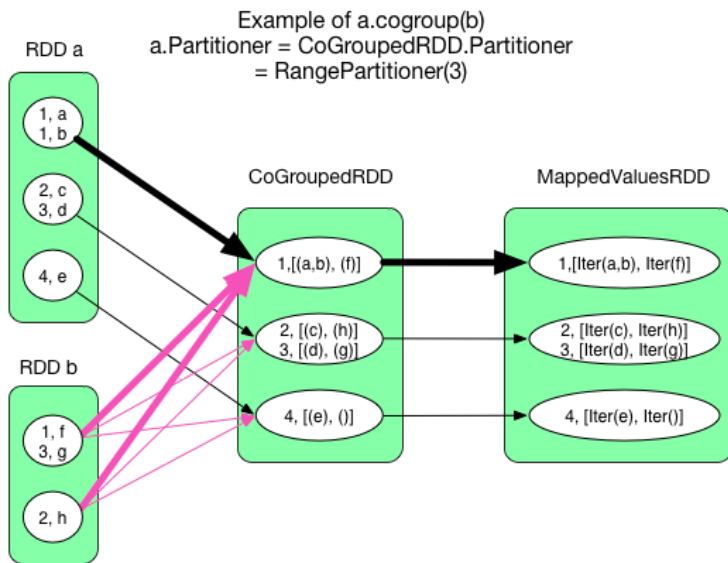 Example of a.cogroup(b)
a.Partitioner = CoGroupedRDD.Partitioner
= RangePartitioner(3)
RDD a
1, a
1, b
2, c
3, d
4, e
RDD b
1, f
3, g
2, h
CoGroupedRDD
1,[(a,b), (f)]
2, [(c), (h)]
3, [(d), (g)]
4, [(e), ()]
MappedValuesRDD
1,[Iter(a,b), Iter(f)]
2, [Iter(c), Iter(h)]
3, [Iter(d), Iter(g)]
4, [Iter(e), Iter()]